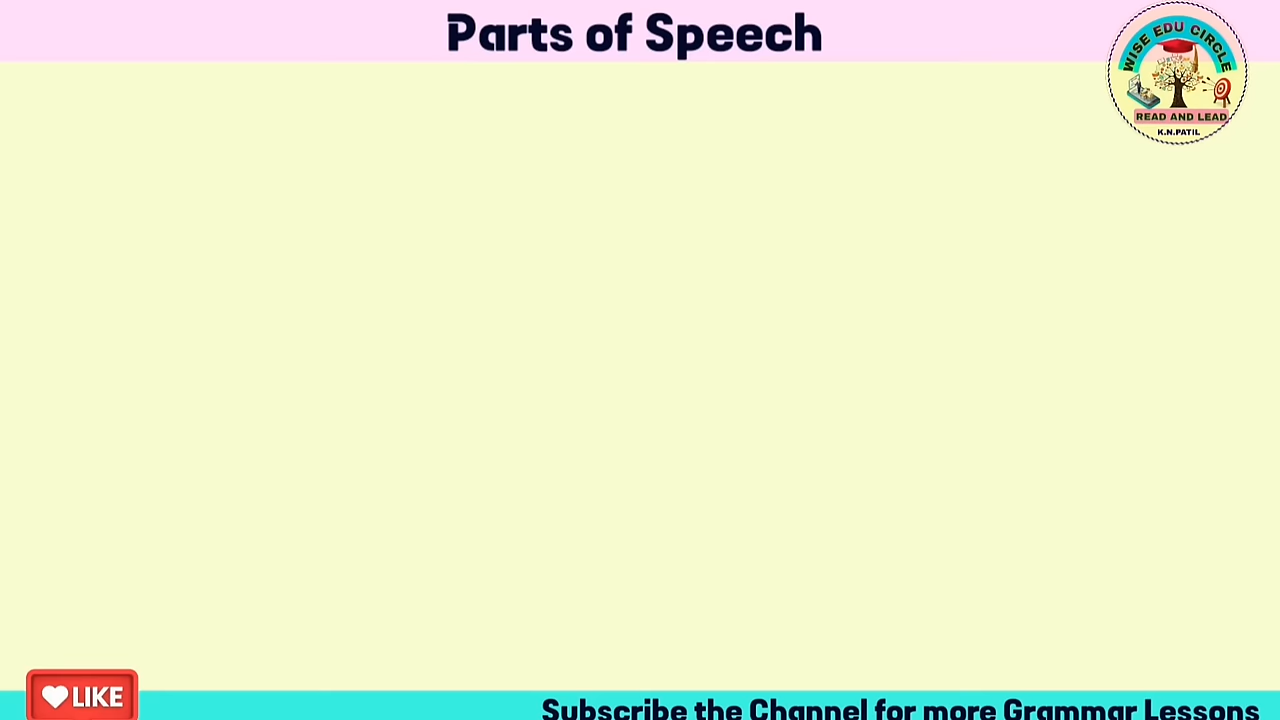 Parts of Speech
WISE EDU CIRCLE
READ AND LEAD
K.N.PATIL
LIKE
Subscribe the Channel for more Grammar Lessons